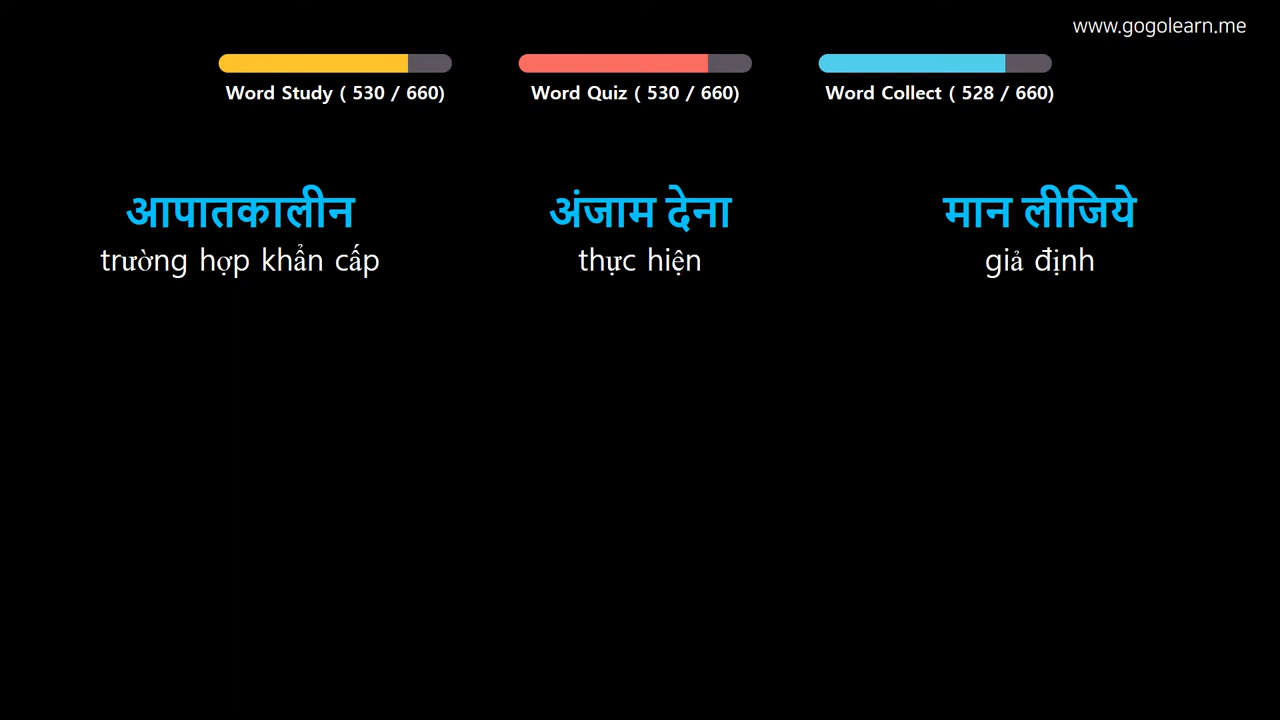 www.gogolearn.me
Word Study ( 530 / 660)
Word Quiz ( 530 / 660)
Word Collect ( 528 / 660)
आपातकालीन
trường hợp khẩn cấp
अंजाम देना
thực hiện
मान लीजिये
giả định